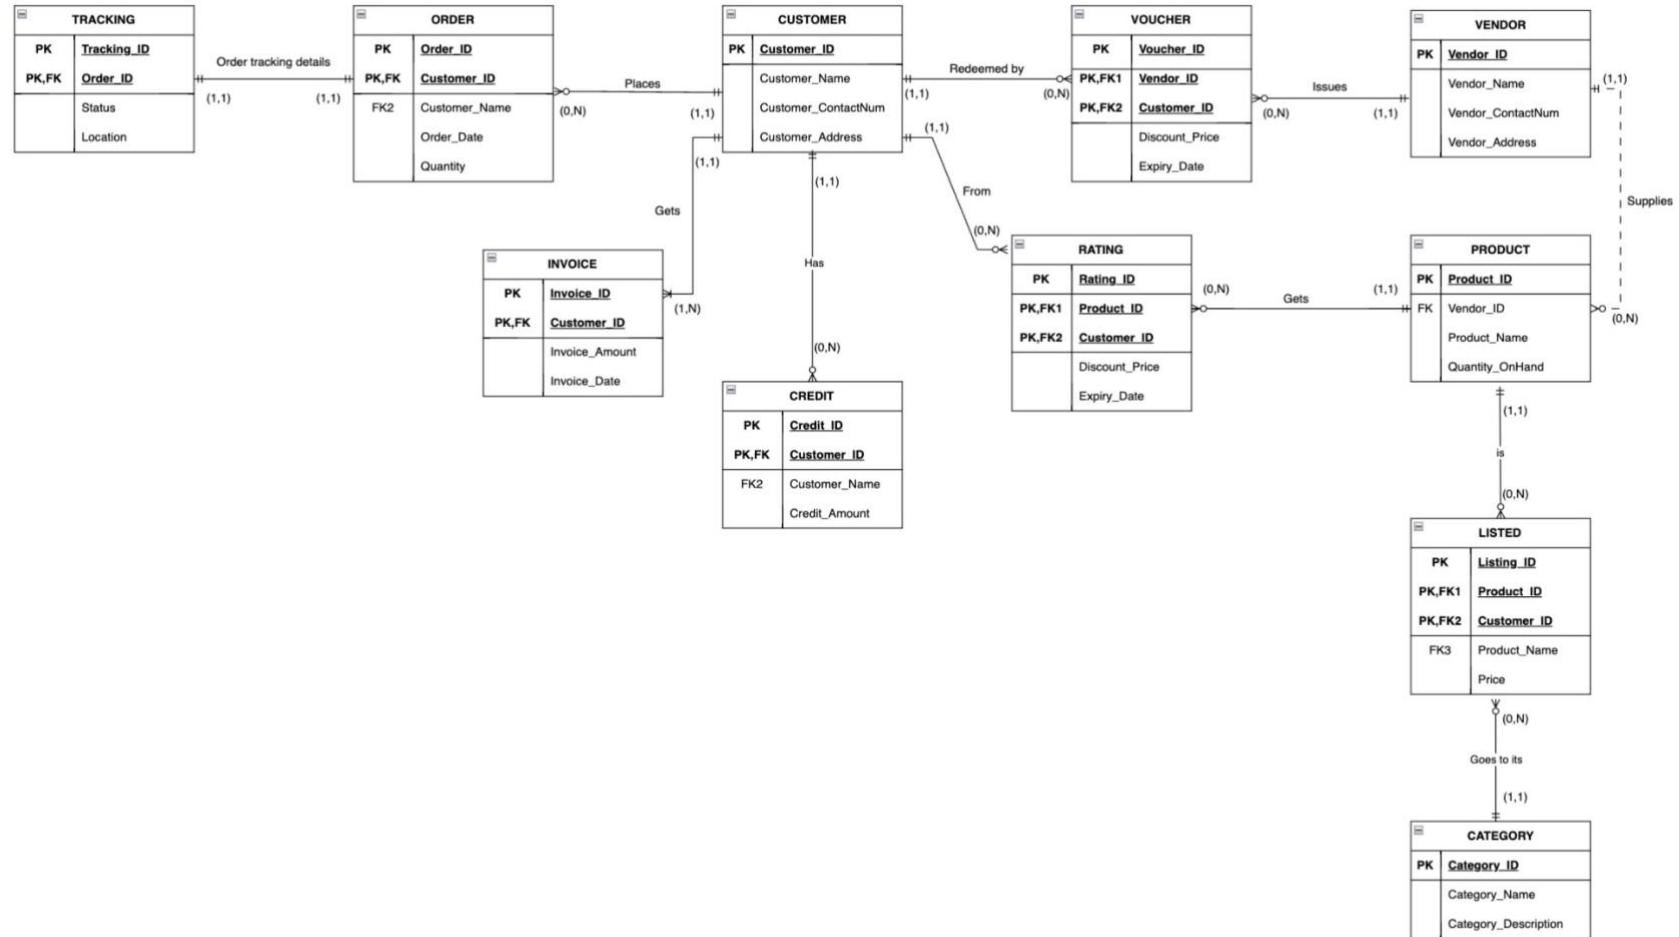 TRACKING
PK Tracking_ID
PK,FK Order_ID
Status
Location
Order tracking details
(1,1)
(1,1)
ORDER
PK Order_ID
PK,FK Customer_ID
FK2 Customer_Name
Order_Date
Quantity
Places
(0,N)
(1,1)
CUSTOMER
PK Customer_ID
Customer_Name
Customer_ContactNum
Customer_Address
Redeemed by
(1,1)
(0,N)
VOUCHER
PK Voucher_ID
PK,FK1 Vendor_ID
PK,FK2 Customer_ID
Discount_Price
Expiry_Date
Issues
(0,N)
(1,1)
VENDOR
PK Vendor_ID
Vendor_Name
Vendor_ContactNum
Vendor_Address
(1,1)
Supplies
(0,N)
(1,1)
Gets
(1,N)
INVOICE
PK Invoice_ID
PK,FK Customer_ID
Invoice_Amount
Invoice_Date
(1,1)
Has
(0,N)
CREDIT
PK Credit_ID
PK,FK Customer_ID
FK2 Customer_Name
Credit_Amount
(1,1)
From
(0,N)
RATING
PK Rating_ID
PK,FK1 Product_ID
PK,FK2 Customer_ID
Discount_Price
Expiry_Date
(0,N)
Gets
(1,1)
PRODUCT
PK Product_ID
FK Vendor_ID
Product_Name
Quantity_OnHand
(1,1)
is
(0,N)
LISTED
PK Listing_ID
PK,FK1 Product_ID
PK,FK2 Customer_ID
FK3 Product_Name
Price
(0,N)
Goes to its
(1,1)
CATEGORY
PK Category_ID
Category_Name
Category_Description